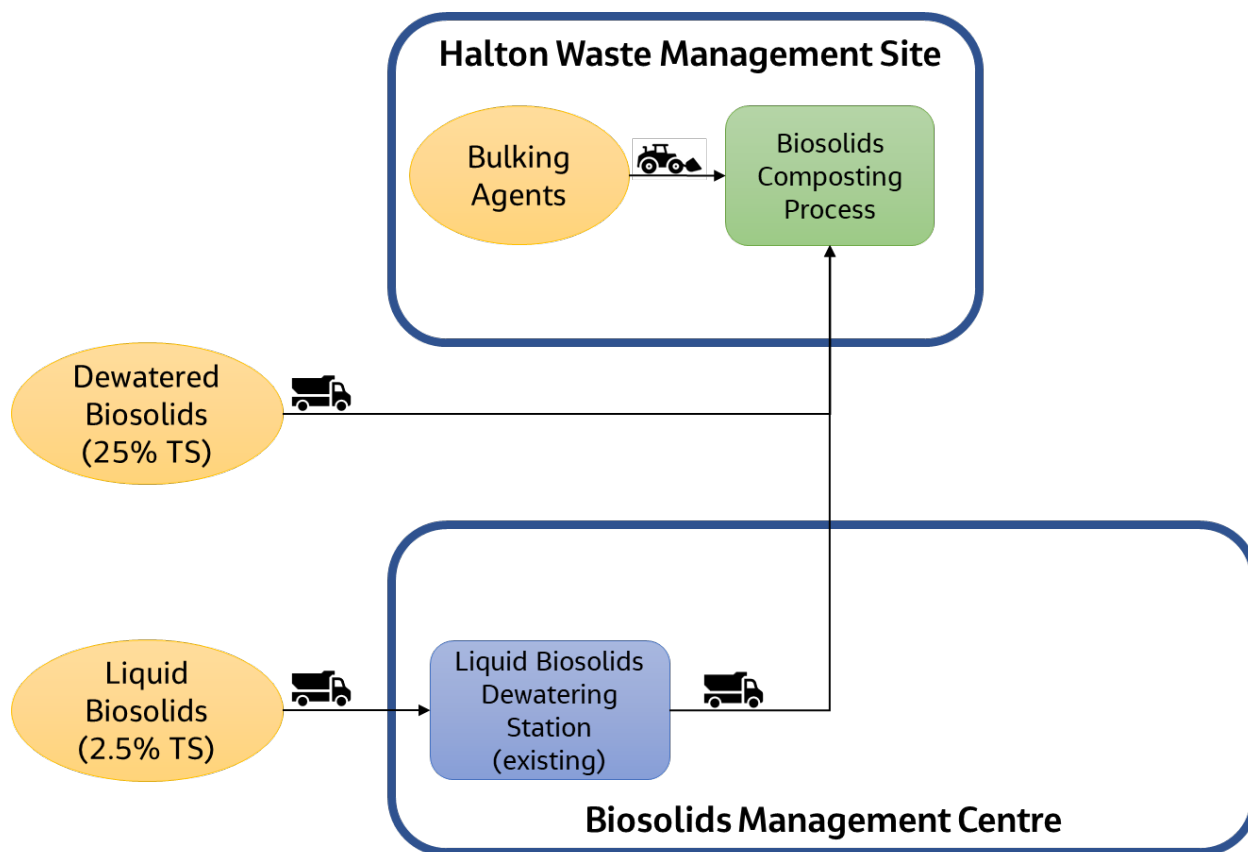 Halton Waste Management Site
Bulking
Agents
Biosolids
Composting
Process
Dewatered
Biosolids
(25% TS)
Liquid
Biosolids
(2.5% TS)
Liquid Biosolids
Dewatering
Station
(existing)
Biosolids Management Centre